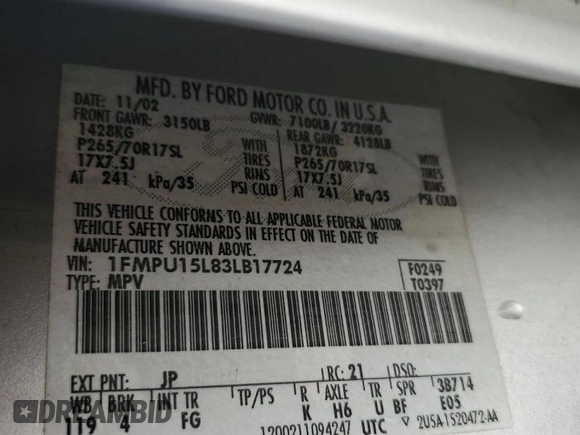 MFD. BY FORD MOTOR CO. IN U.S.A.
DATE: 11/02 GVWR: 7100LB/ 3220KG
FRONT GAWR: 3150LB REAR GAWR: 4128LB
1428KG WITH 1872KG WITH
P265/70R17SL TIRES P265/70R17SL TIRES
17X7.5J RIMS 17X7.5J RIMS
AT 241 kPa/35 PSI COLD AT 241 kPa/35 PSI COLD
THIS VEHICLE CONFORMS TO ALL APPLICABLE FEDERAL MOTOR
VEHICLE SAFETY STANDARDS IN EFFECT ON THE DATE OF
MANUFACTURE SHOWN ABOVE.
VIN: 1FMPU15L83LB17724 F0249
TYPE: MPV T0397
EXT PNT: JP RC: 21 DSO:
WB BRK INT TR TP/PS R AXLE TR SPR 3B714
119 4 FG K H6 U BF E05
1200211094247 UTC 2U5A-1520472-AA
DREAMBID
AUTO AUCTIONS